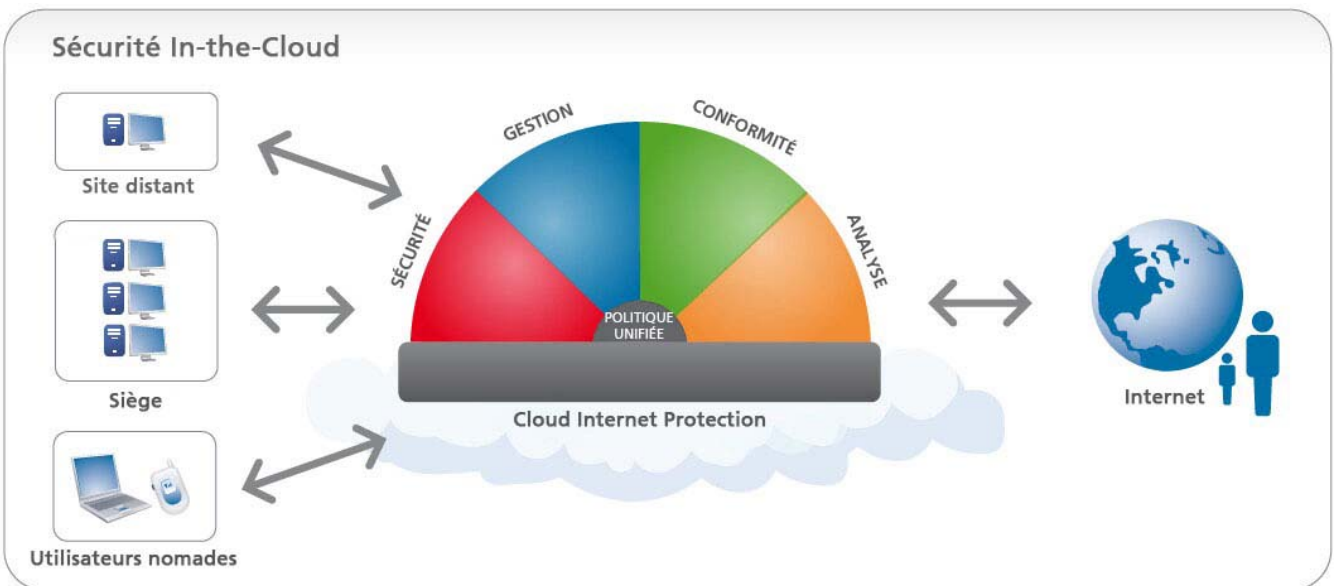 Sécurité In-the-Cloud
Site distant
Siège
Utilisateurs nomades
SÉCURITÉ
GESTION
CONFORMITÉ
ANALYSE
POLITIQUE
UNIFIÉE
Cloud Internet Protection
Internet